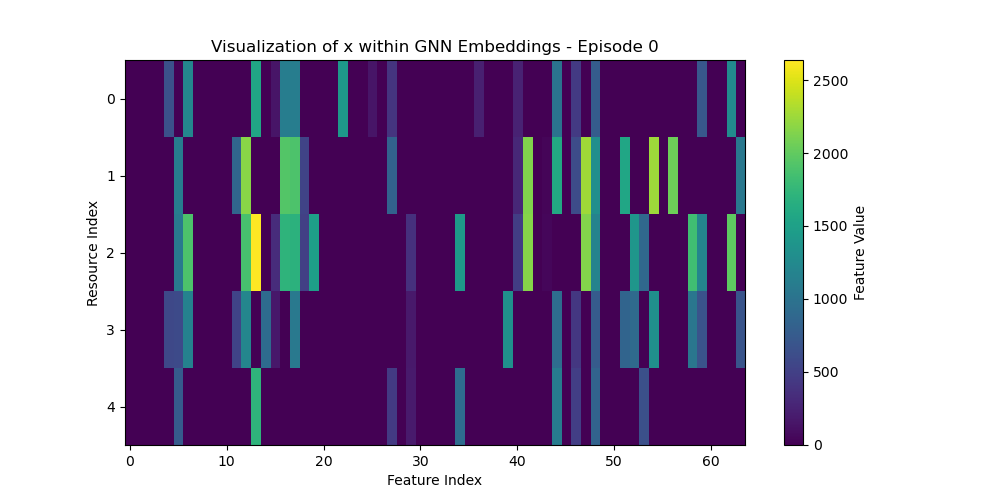 Visualization of x within GNN Embeddings - Episode 0
Resource Index
0
1
2
3
4
0 10 20 30 40 50 60
Feature Index
2500
2000
1500
1000
500
0
Feature Value